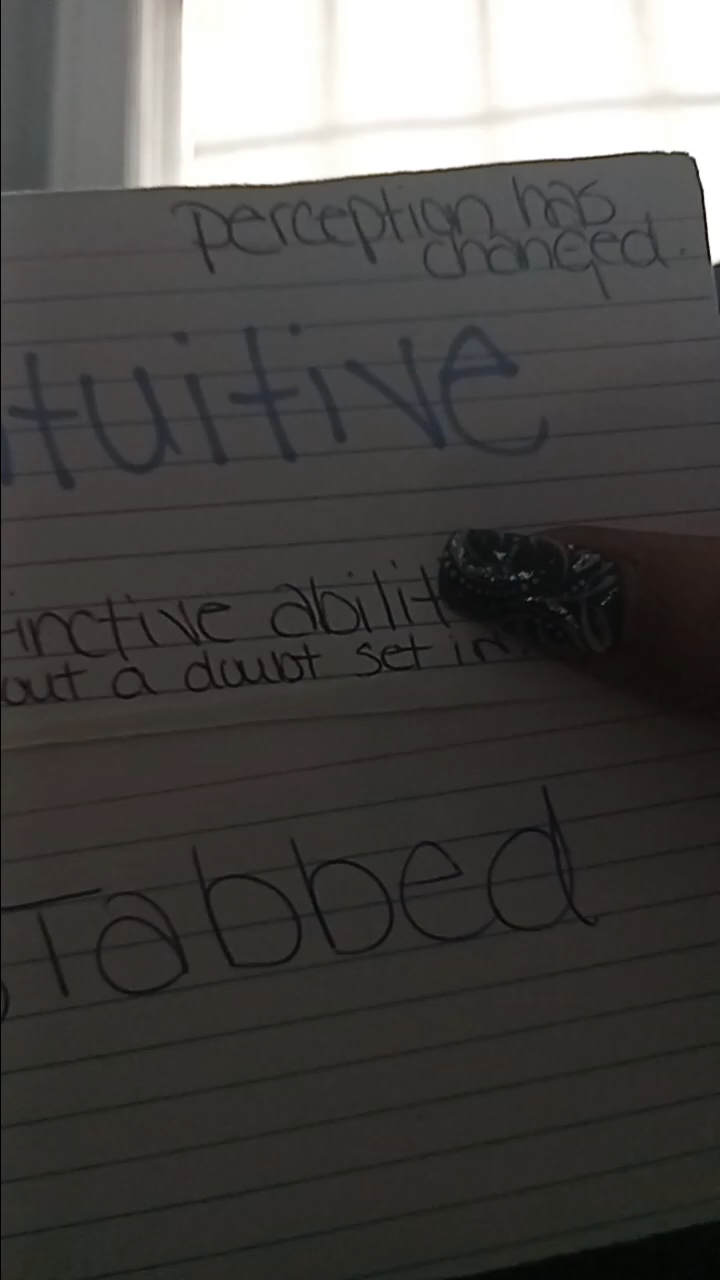 perception has
changed.
tuitive
inctive abilit
out a doubt set in
Tabbed